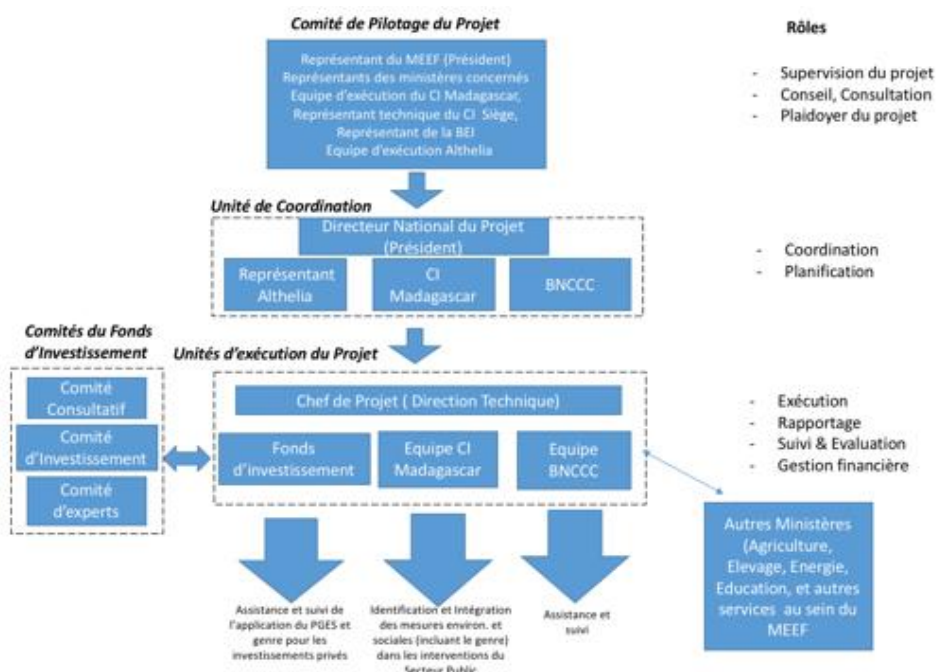 Comité de Pilotage du Projet
Rôles
Représentant du MEEF (Président)
Représentants des ministères concernés
Equipe d'exécution du CI Madagascar,
Représentant technique du CI Siège,
Représentant de la BEI
Equipe d'exécution Althelia
- Supervision du projet
- Conseil, Consultation
- Plaidoyer du projet
Unité de Coordination
Directeur National du Projet
(Président)
Représentant
Althelia
CI
Madagascar
BNCCC
- Coordination
- Planification
Comités du Fonds
d'Investissement
Comité
Consultatif
Comité
d'Investissement
Comité
d'experts
Unités d'exécution du Projet
Chef de Projet ( Direction Technique)
Fonds
d'investissement
Equipe CI
Madagascar
Equipe
BNCCC
- Exécution
- Rapportage
- Suivi & Evaluation
- Gestion financière
Autres Ministères
(Agriculture,
Elevage, Energie,
Education, et autres
services au sein du
MEEF
Assistance et suivi de
l'application du PGES et
genre pour les
investissements privés
Identification et Intégration
des mesures environ. et
sociales (incluant le genre)
dans les interventions du
Secteur Public
Assistance et
suivi